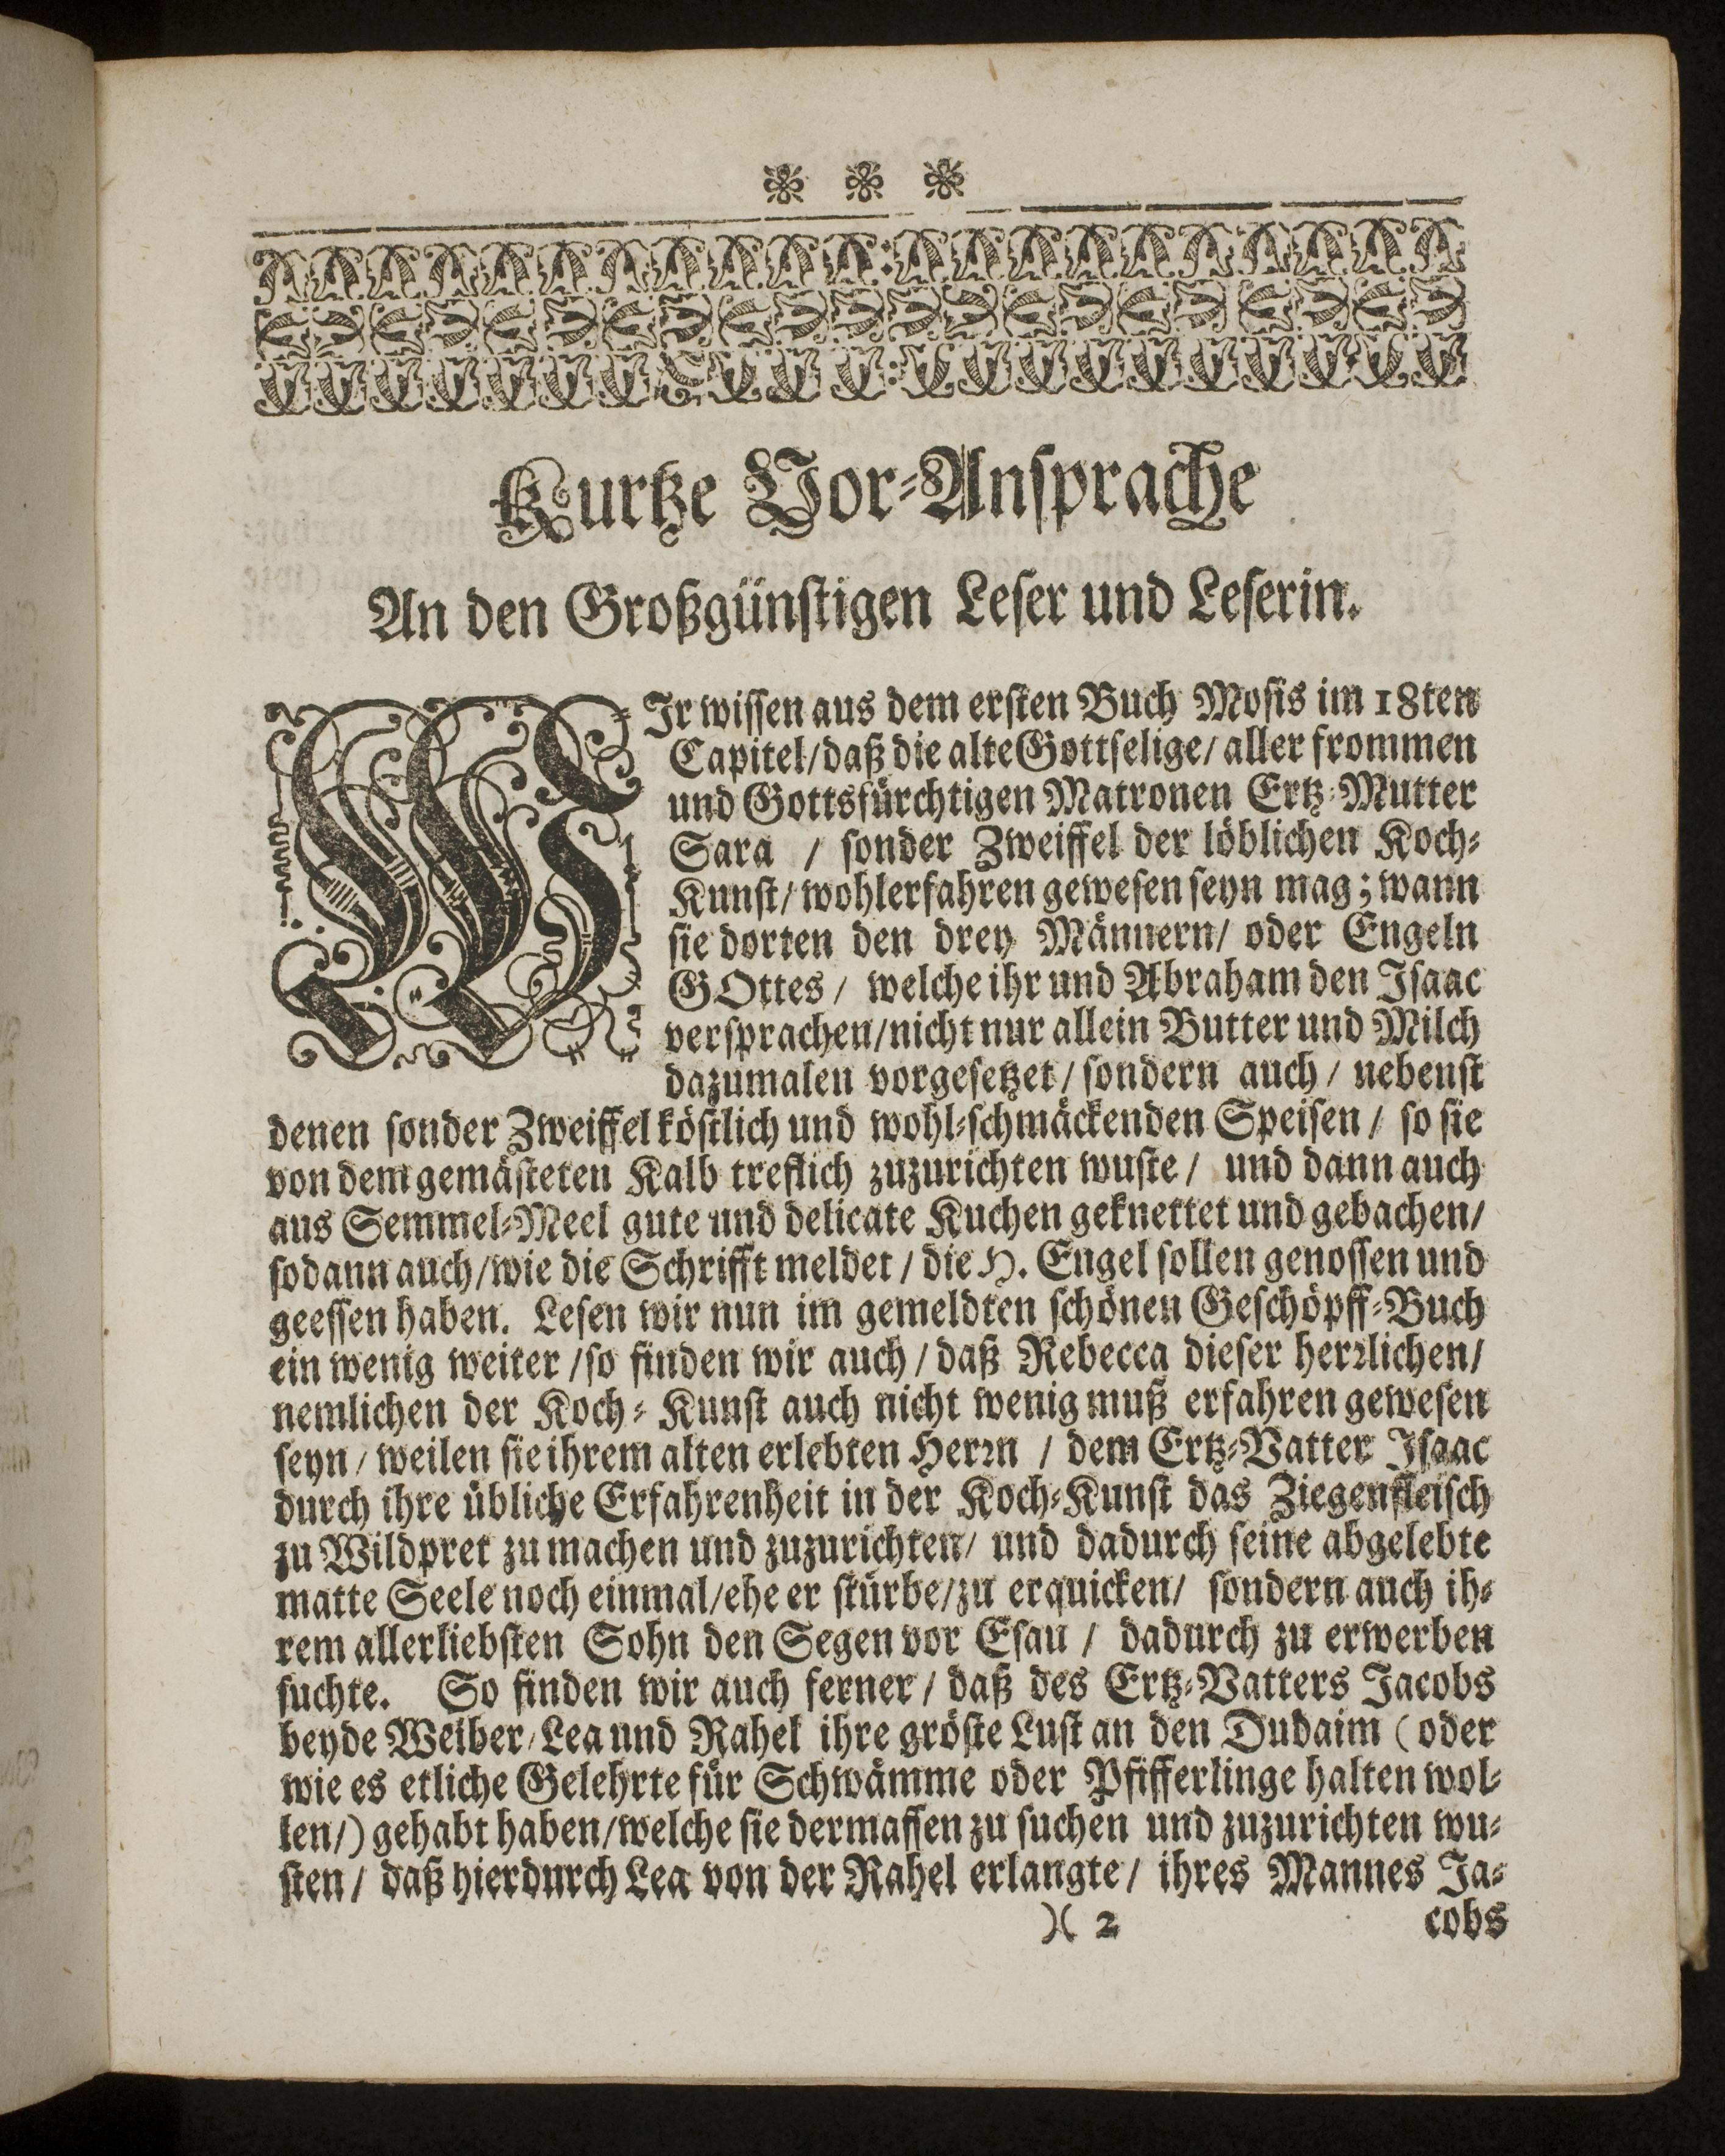 Kurtze Vor-Ansprache
An den Großgünstigen Leser und Leserin.
WIr wissen aus dem ersten Buch Mosis im 18ten
Capitel/daß die alte Gottselige/ aller frommen
und Gottsfürchtigen Matronen Ertz-Mutter
Sara / sonder Zweiffel der löblichen Koch-
Kunst/ wohlerfahren gewesen seyn mag; wann
sie dorten den drey Männern/ oder Engeln
GOttes / welche ihr und Abraham den Isaac
versprachen/nicht nur allein Butter und Milch
dazumalen vorgesetzet / sondern auch / nebenst
denen sonder Zweiffel köstlich und wohl-schmäckenden Speisen / so sie
von dem gemästeten Kalb treflich zuzurichten wuste / und dann auch
aus Semmel-Meel gute und delicate Kuchen geknettet und gebachen/
sodann auch/wie die Schrifft meldet / die H. Engel sollen genossen und
geessen haben. Lesen wir nun im gemeldten schönen Geschöpff-Buch
ein wenig weiter /so finden wir auch / daß Rebecca dieser herrlichen/
nemlichen der Koch-Kunst auch nicht wenig muß erfahren gewesen
seyn / weilen sie ihrem alten erlebten Herrn / dem Ertz-Vatter Isaac
durch ihre übliche Erfahrenheit in der Koch-Kunst das Ziegenfleisch
zu Wildpret zu machen und zuzurichten/ und dadurch seine abgelebte
matte Seele noch einmal/ehe er stürbe/zu erquicken/ sondern auch ih-
rem allerliebsten Sohn den Segen vor Esau / dadurch zu erwerben
suchte. So finden wir auch ferner / daß des Ertz-Vatters Jacobs
beyde Weiber/Lea und Rahel ihre gröste Lust an den Dudaim (oder
wie es etliche Gelehrte für Schwämme oder Pfifferlinge halten wol-
len/) gehabt haben/welche sie dermassen zu suchen und zuzurichten wu-
sten / daß hierdurch Lea von der Rahel erlangte / ihres Mannes Ja-
)( 2 cobs